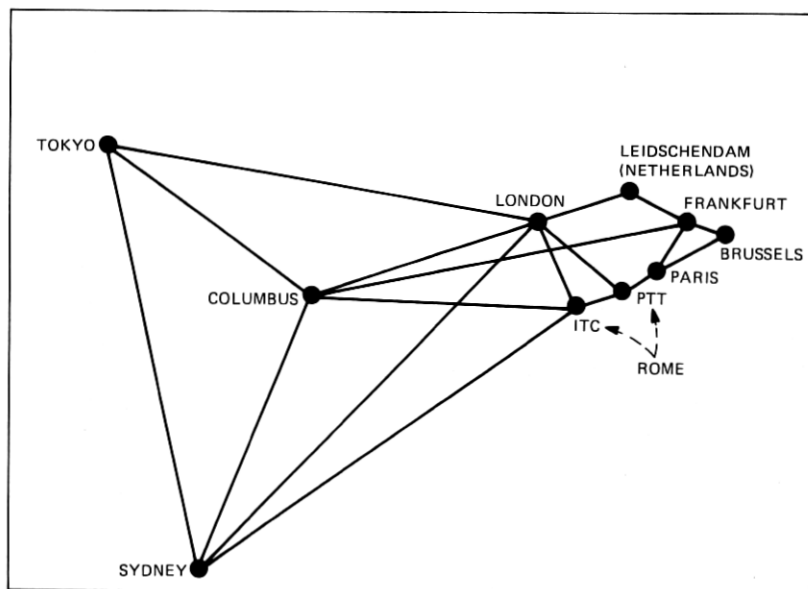 TOKYO
LEIDSCHENDAM
(NETHERLANDS)
LONDON
FRANKFURT
BRUSSELS
PARIS
COLUMBUS
PTT
ITC
ROME
SYDNEY